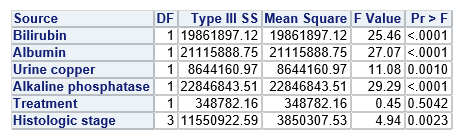 Source DF Type III SS Mean Square F Value Pr > F
Bilirubin 1 19861897.12 19861897.12 25.46 <.0001
Albumin 1 21115888.75 21115888.75 27.07 <.0001
Urine copper 1 8644160.97 8644160.97 11.08 0.0010
Alkaline phosphatase 1 22846843.51 22846843.51 29.29 <.0001
Treatment 1 348782.16 348782.16 0.45 0.5042
Histologic stage 3 11550922.59 3850307.53 4.94 0.0023